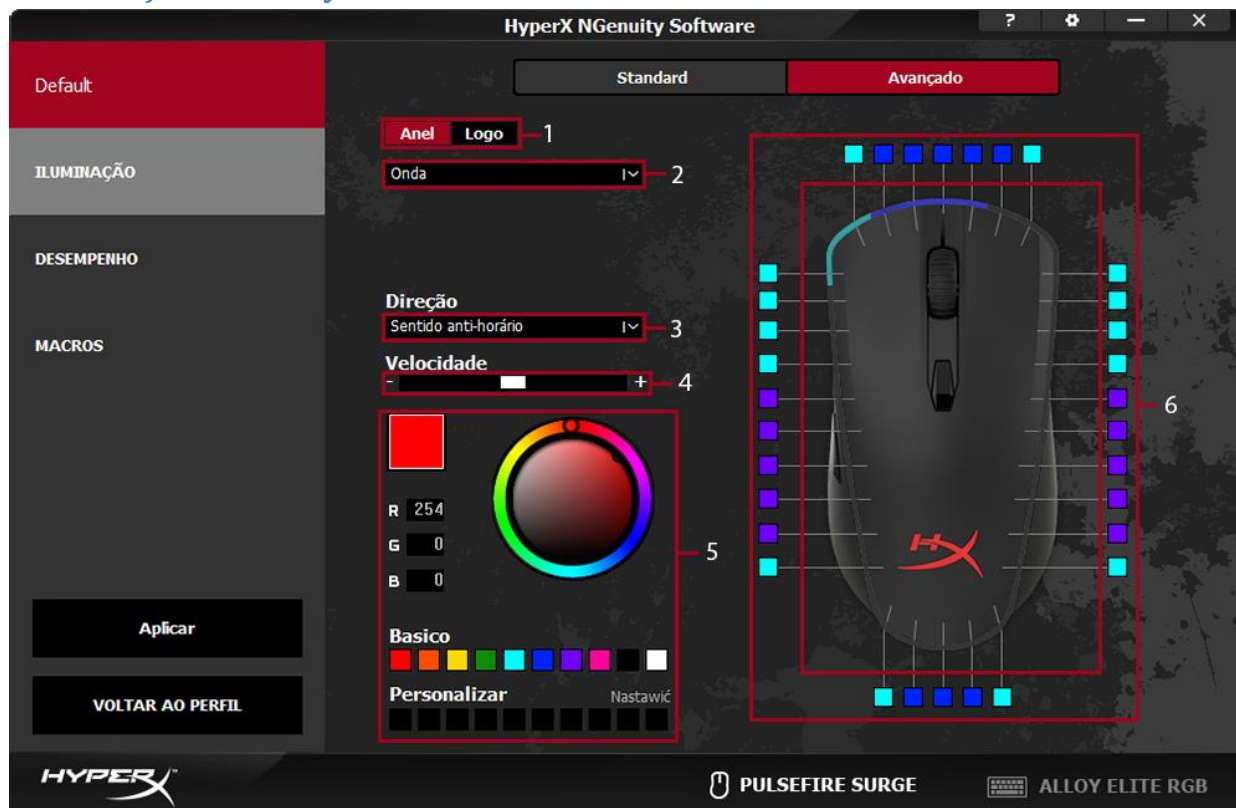 HyperX NGenuity Software
? 
Default
Standard
Avançado
Anel Logo 1
ILUMINAÇÃO
Onda
2
DESEMPENHO
Direção
Sentido anti-horário
3
MACROS
Velocidade
- + 4
6
R 254
G 0
5
B 0
Aplicar
Basico
Personalizar Nastawić
VOLTAR AO PERFIL
HYPERX
PULSEFIRE SURGE
ALLOY ELITE RGB